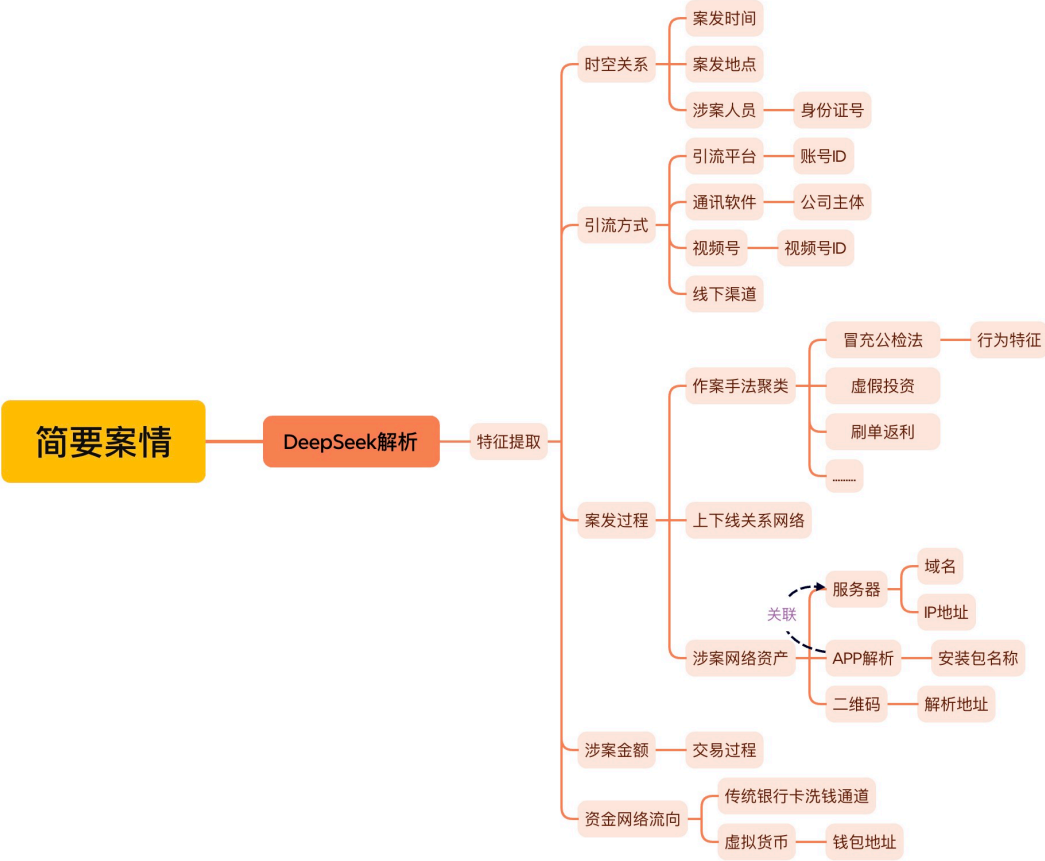 简要案情
DeepSeek解析
特征提取
时空关系
案发时间
案发地点
涉案人员
身份证号
引流方式
引流平台
账号ID
通讯软件
公司主体
视频号
视频号ID
线下渠道
案发过程
作案手法聚类
冒充公检法
行为特征
虚假投资
刷单返利
.........
上下线关系网络
涉案网络资产
关联
服务器
域名
IP地址
APP解析
安装包名称
二维码
解析地址
涉案金额
交易过程
资金网络流向
传统银行卡洗钱通道
虚拟货币
钱包地址